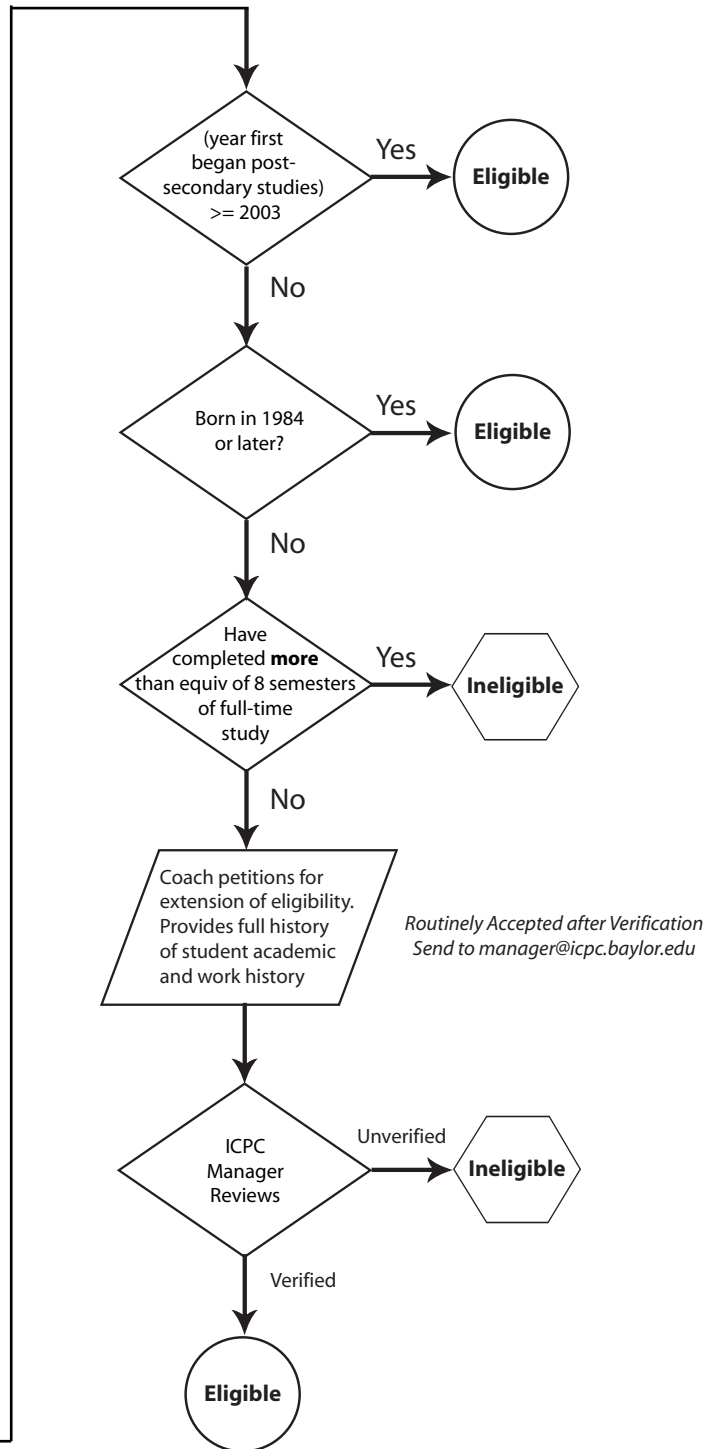 (year first
began post-
secondary studies)
>= 2003
Yes
Eligible
No
Born in 1984
or later?
Yes
Eligible
No
Have
completed more
than equiv of 8 semesters
of full-time
study
Yes
Ineligible
No
Coach petitions for
extension of eligibility.
Provides full history
of student academic
and work history
Routinely Accepted after Verification
Send to manager@icpc.baylor.edu
ICPC
Manager
Reviews
Unverified
Ineligible
Verified
Eligible